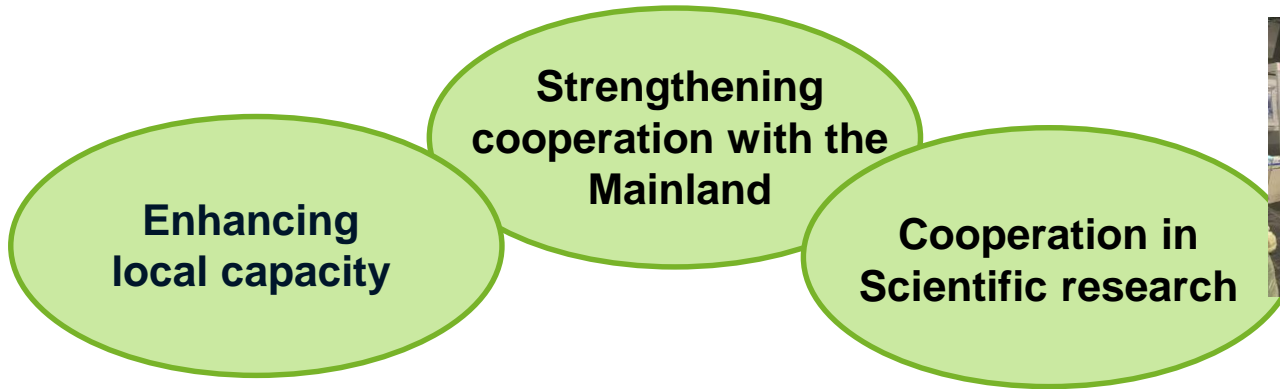 Enhancing
local capacity
Strengthening
cooperation with the
Mainland
Cooperation in
Scientific research